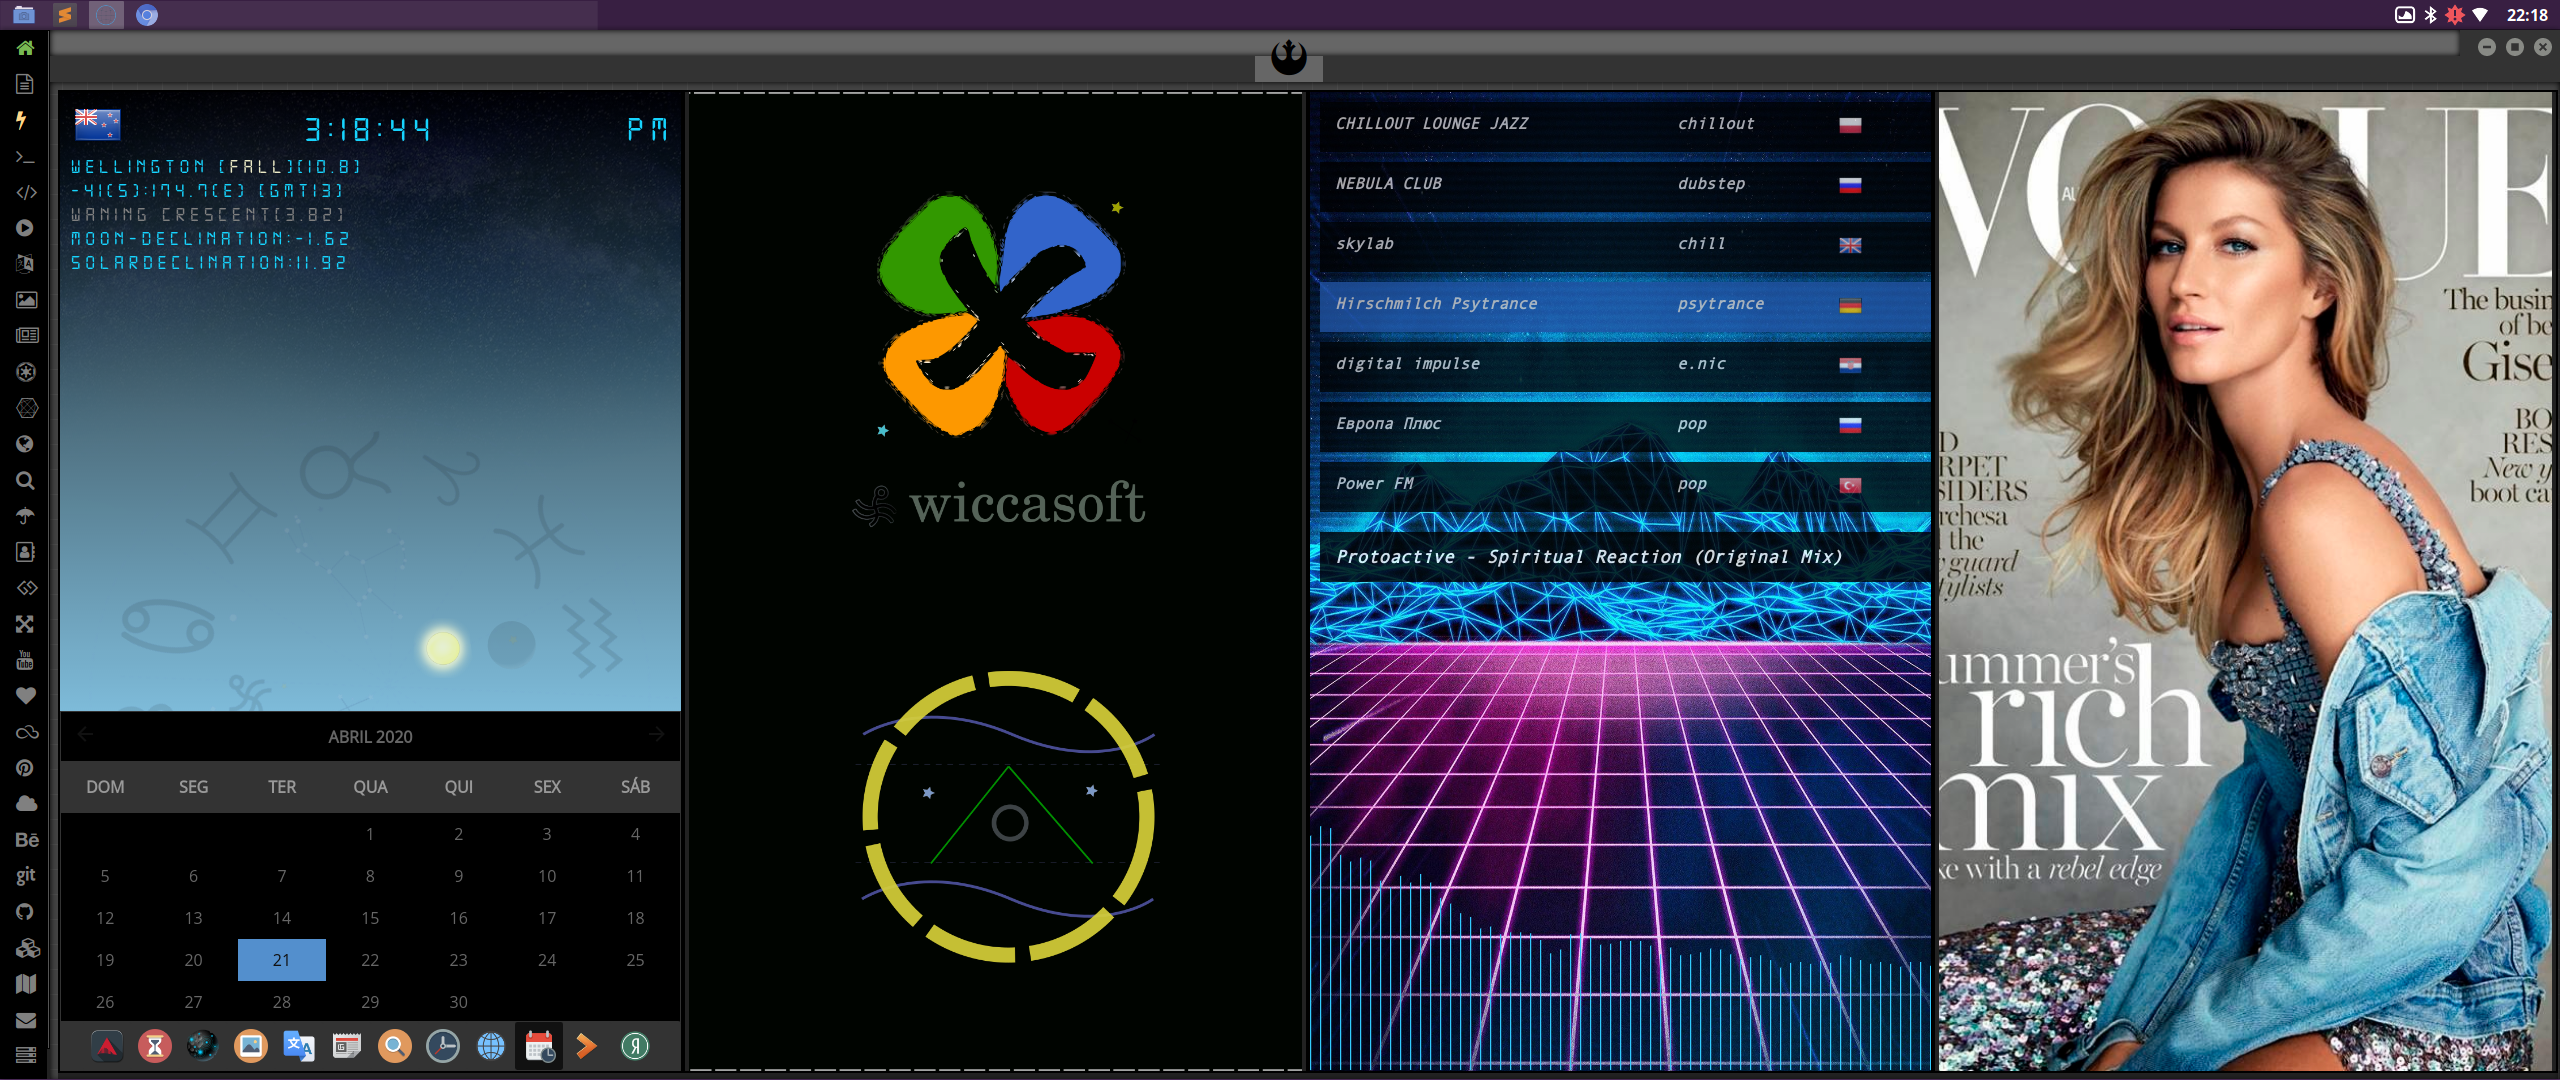 22:18
3:18:44 PM
WELLINGTON [FALL][10.8]
-41(S):174.7(E) [GMT13]
WANING CRESCENT[3.82]
MOON-DECLINATION:-1.62
SOLARDECLINATION:11.92
ABRIL 2020
DOM SEG TER QUA QUI SEX SÁB
1 2 3 4
5 6 7 8 9 10 11
12 13 14 15 16 17 18
19 20 21 22 23 24 25
26 27 28 29 30
You
Tube
Bē
git
wiccasoft
CHILLOUT LOUNGE JAZZ chillout
NEBULA CLUB dubstep
skylab chill
Hirschmilch Psytrance psytrance
digital impulse e.nic
Европа Плюс pop
Power FM pop
Protoactive - Spiritual Reaction (Original Mix)
VOGUE
AU
The busin
of be
Gise
BO
RES
New y
boot ca
D
RPET
SIDERS
rchesa
the
guard
tylists
ummer's
rich
mix
ke with a rebel edge